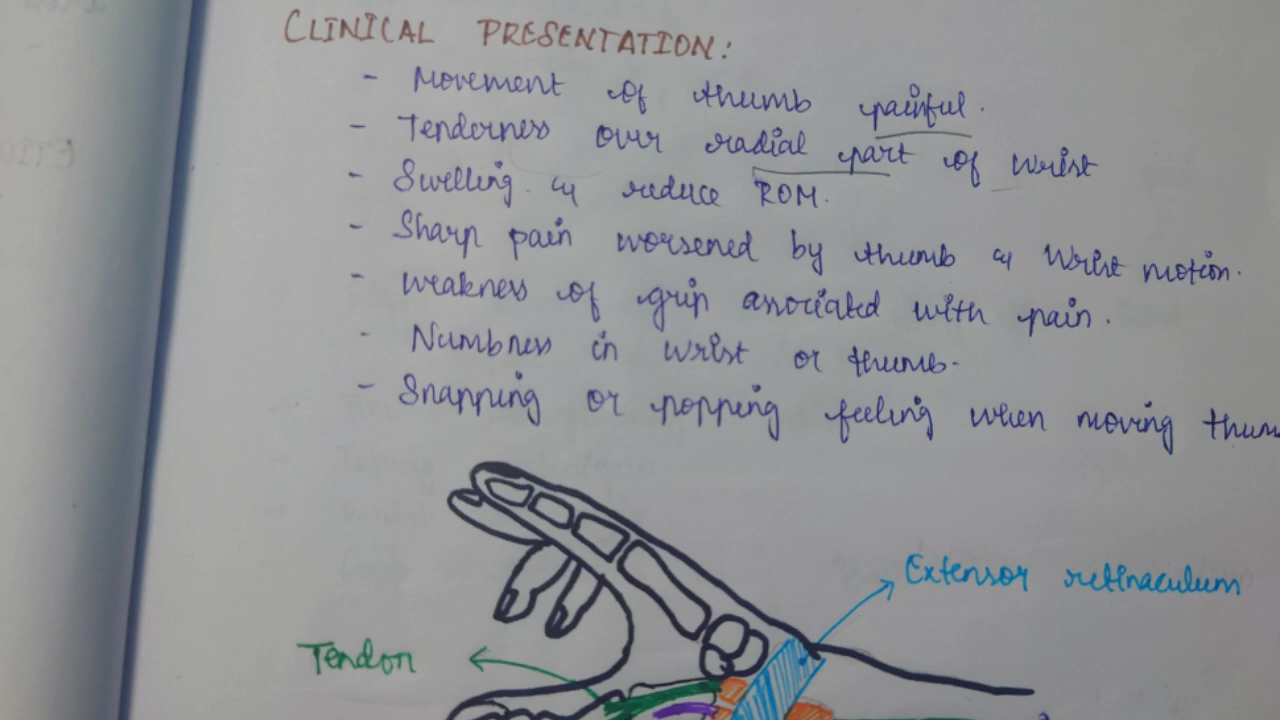 CLINICAL PRESENTATION:
- Movement of thumb painful.
- Tenderness over radial part of wrist
- Swelling & reduce ROM.
- Sharp pain worsened by thumb & Wrist motion.
- weakness of grip associated with pain.
- Numbness in wrist or thumb.
- Snapping or popping feeling when moving thum
Extensor retinaculum
Tendon